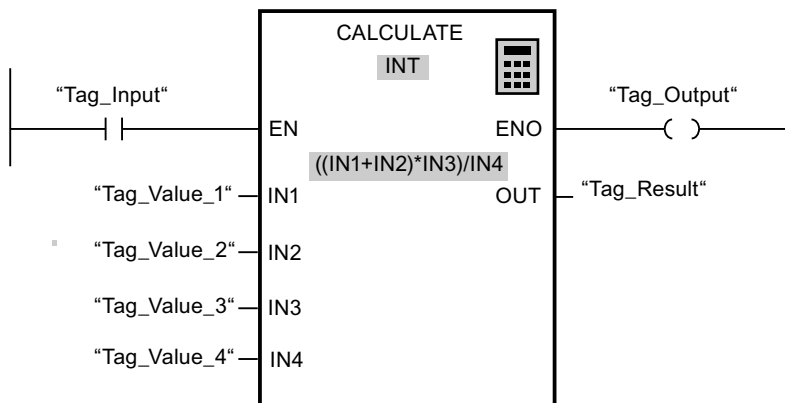 CALCULATE
INT
“Tag_Input“
“Tag_Output“
EN
ENO
((IN1+IN2)*IN3)/IN4
“Tag_Value_1“
IN1
OUT
“Tag_Result“
“Tag_Value_2“
IN2
“Tag_Value_3“
IN3
“Tag_Value_4“
IN4